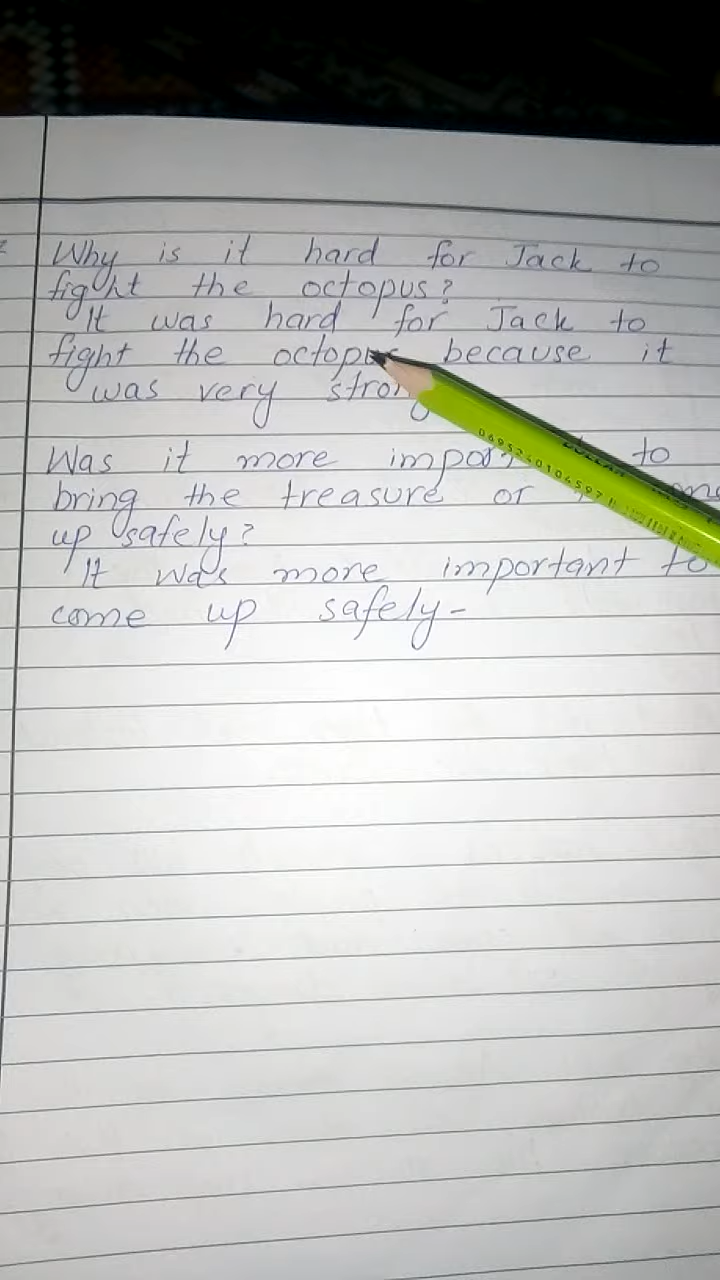 Why is it hard for Jack to
fight the octopus?
It was hard for Jack to
fight the because it
was very
Was it more to
bring the treasure or
up safely?
It was more important to
come up safely-
069524010459711